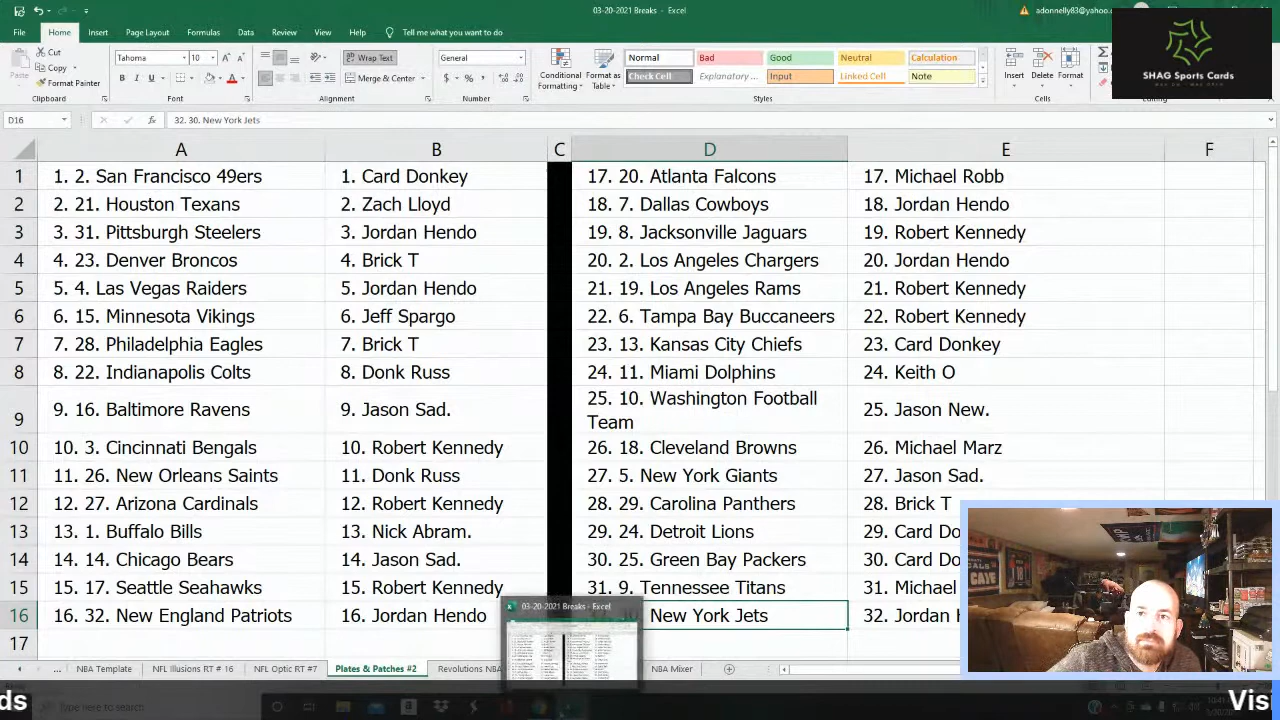 03-20-2021 Breaks - Excel
adonnelly83@yahoo.c
File Home Insert Page Layout Formulas Data Review View Help Tell me what you want to do
Cut
Copy
Format Painter
Paste
Clipboard
Tahoma 10
Font
Wrap Text
Merge & Center
Alignment
General
Number
Conditional Formatting
Format as Table
Normal Bad Good Neutral Calculation
Check Cell Explanatory ... Input Linked Cell Note
Styles
Insert Delete Format
Cells
Editing
SHAG Sports Cards
D16 32. 30. New York Jets
A B C D E F
1 1. 2. San Francisco 49ers 1. Card Donkey 17. 20. Atlanta Falcons 17. Michael Robb
2 2. 21. Houston Texans 2. Zach Lloyd 18. 7. Dallas Cowboys 18. Jordan Hendo
3 3. 31. Pittsburgh Steelers 3. Jordan Hendo 19. 8. Jacksonville Jaguars 19. Robert Kennedy
4 4. 23. Denver Broncos 4. Brick T 20. 2. Los Angeles Chargers 20. Jordan Hendo
5 5. 4. Las Vegas Raiders 5. Jordan Hendo 21. 19. Los Angeles Rams 21. Robert Kennedy
6 6. 15. Minnesota Vikings 6. Jeff Spargo 22. 6. Tampa Bay Buccaneers 22. Robert Kennedy
7 7. 28. Philadelphia Eagles 7. Brick T 23. 13. Kansas City Chiefs 23. Card Donkey
8 8. 22. Indianapolis Colts 8. Donk Russ 24. 11. Miami Dolphins 24. Keith O
9 9. 16. Baltimore Ravens 9. Jason Sad. 25. 10. Washington Football Team 25. Jason New.
10 10. 3. Cincinnati Bengals 10. Robert Kennedy 26. 18. Cleveland Browns 26. Michael Marz
11 11. 26. New Orleans Saints 11. Donk Russ 27. 5. New York Giants 27. Jason Sad.
12 12. 27. Arizona Cardinals 12. Robert Kennedy 28. 29. Carolina Panthers 28. Brick T
13 13. 1. Buffalo Bills 13. Nick Abram. 29. 24. Detroit Lions 29. Card Do
14 14. 14. Chicago Bears 14. Jason Sad. 30. 25. Green Bay Packers 30. Card Do
15 15. 17. Seattle Seahawks 15. Robert Kennedy 31. 9. Tennessee Titans 31. Michael
16 16. 32. New England Patriots 16. Jordan Hendo New York Jets 32. Jordan H
17
03-20-2021 Breaks - Excel
... NBA Template NFL Illusions RT # 16 Plates & Patches #2 Revolutions NBA NBA Mixer
Type here to search
ds
Visi